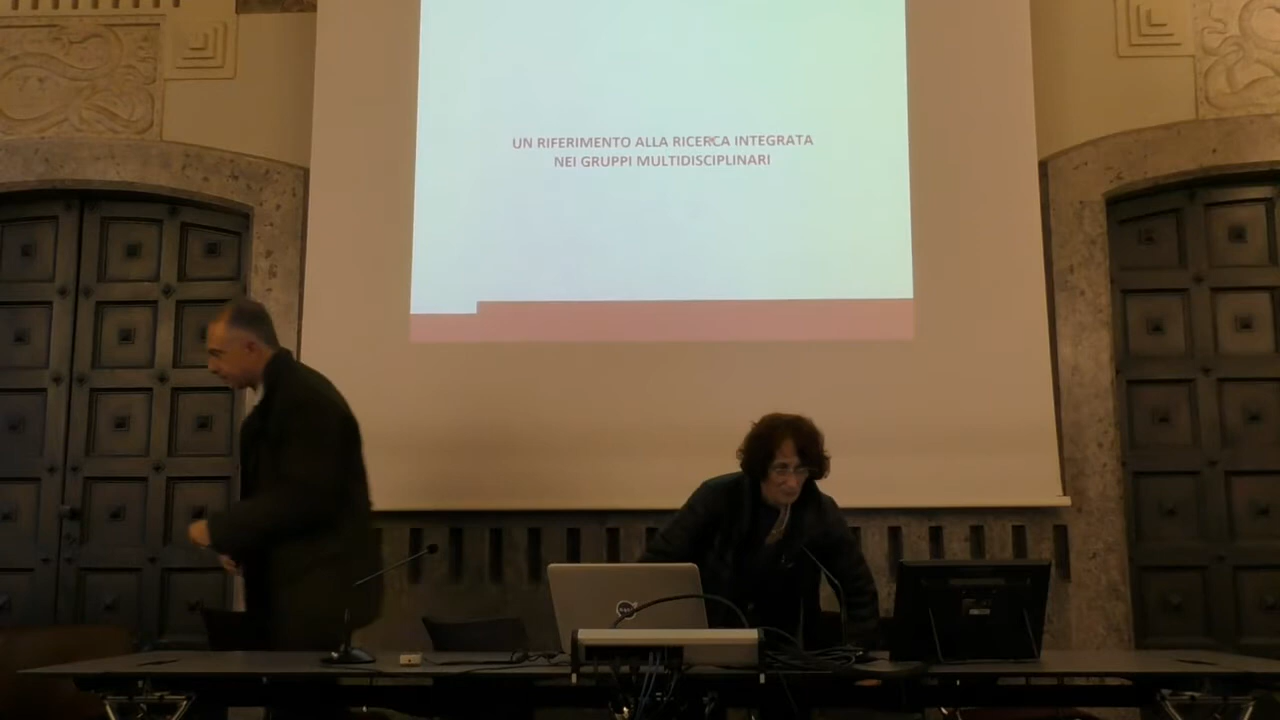 UN RIFERIMENTO ALLA RICERCA INTEGRATA
NEI GRUPPI MULTIDISCIPLINARI